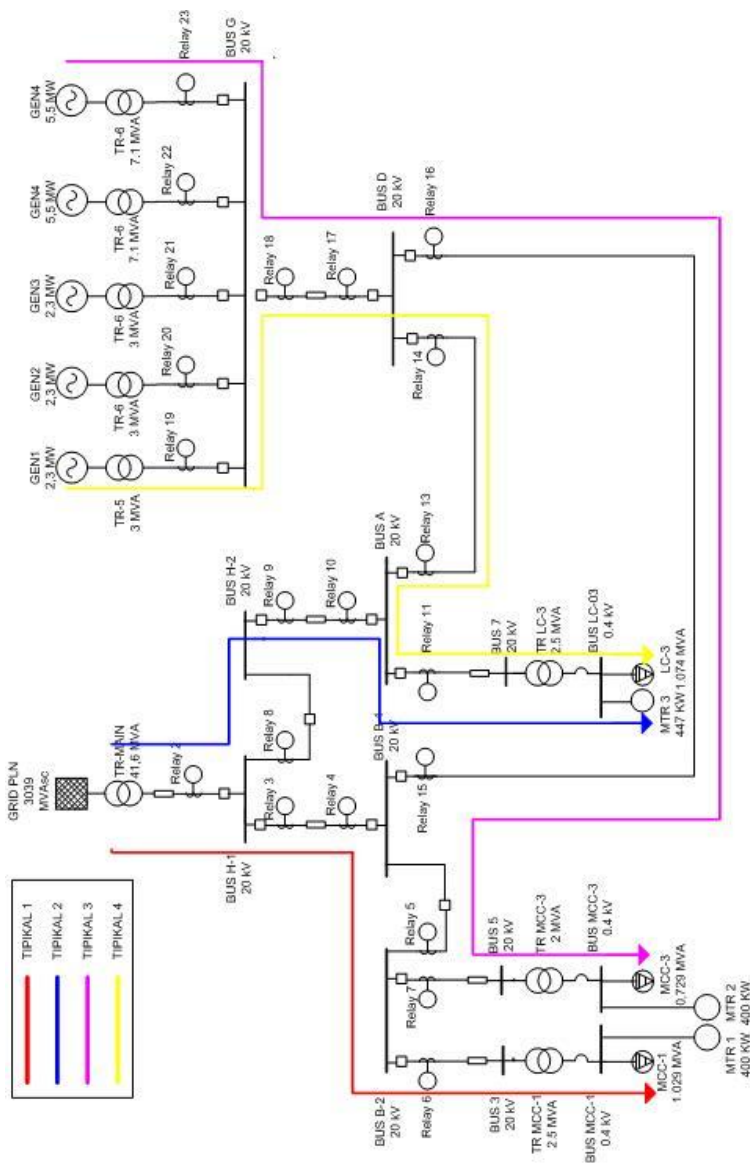 TIPIKAL 1
TIPIKAL 2
TIPIKAL 3
TIPIKAL 4
GRID PLN
3039
MVAsc
TR-MAIN
41,6 MVA
Relay 2
BUS H-1
20 kV
Relay 3
Relay 8
Relay 4
BUS H-2
20 kV
Relay 9
Relay 10
GEN1
2,3 MW
GEN2
2,3 MW
GEN3
2,3 MW
GEN4
5,5 MW
GEN4
5,5 MW
TR-5
3 MVA
TR-6
3 MVA
TR-6
3 MVA
TR-6
7.1 MVA
TR-6
7.1 MVA
Relay 19
Relay 20
Relay 21
Relay 22
Relay 23
BUS G
20 kV
Relay 18
Relay 17
BUS D
20 kV
Relay 14
Relay 16
BUS A
20 kV
Relay 13
Relay 11
BUS 7
20 kV
TR LC-3
2.5 MVA
BUS LC-03
0.4 kV
LC-3
1.074 MVA
MTR 3
447 KW
BUS B-1
20 kV
Relay 15
Relay 5
BUS B-2
20 kV
Relay 6
Relay 7
BUS 3
20 kV
BUS 5
20 kV
TR MCC-1
2.5 MVA
TR MCC-3
2 MVA
BUS MCC-1
0.4 kV
BUS MCC-3
0.4 kV
MCC-1
1.029 MVA
MCC-3
0.729 MVA
MTR 1
400 KW
MTR 2
400 KW